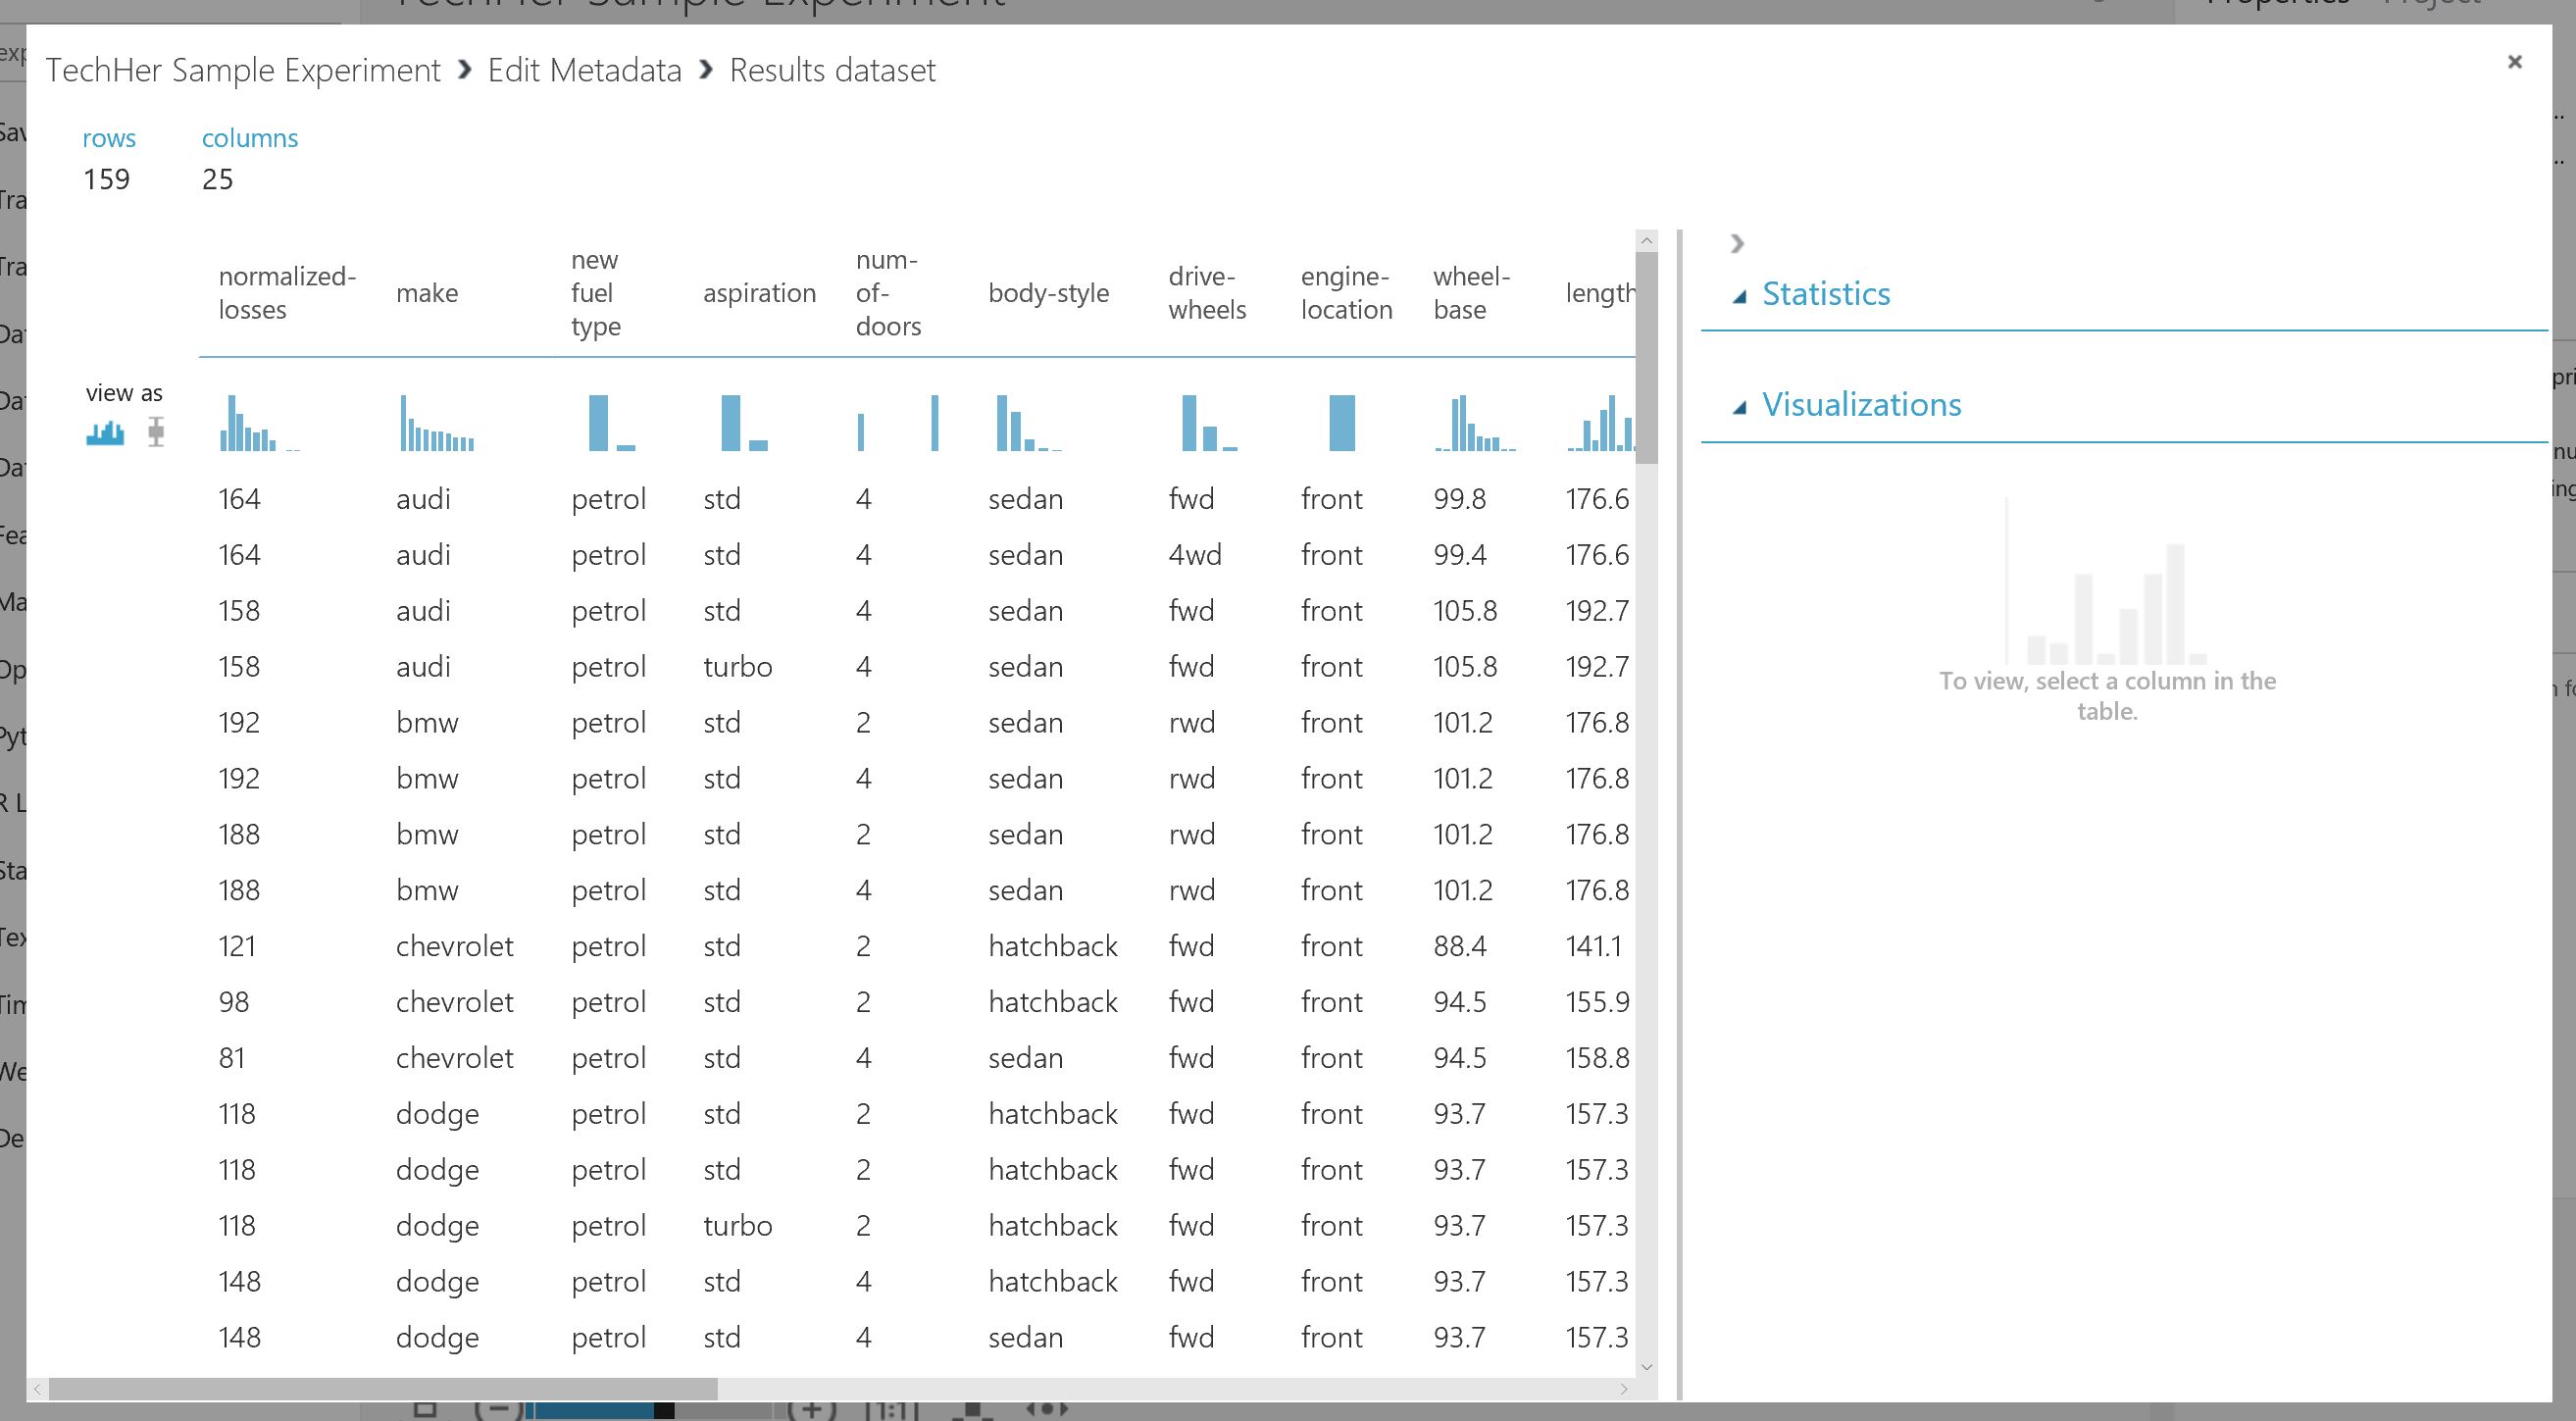 TechHer Sample Experiment
Properties Project
TechHer Sample Experiment > Edit Metadata > Results dataset
rows columns
159 25
normalized-losses make new fuel type aspiration num-of-doors body-style drive-wheels engine-location wheel-base length
view as
164 audi petrol std 4 sedan fwd front 99.8 176.6
164 audi petrol std 4 sedan 4wd front 99.4 176.6
158 audi petrol std 4 sedan fwd front 105.8 192.7
158 audi petrol turbo 4 sedan fwd front 105.8 192.7
192 bmw petrol std 2 sedan rwd front 101.2 176.8
192 bmw petrol std 4 sedan rwd front 101.2 176.8
188 bmw petrol std 2 sedan rwd front 101.2 176.8
188 bmw petrol std 4 sedan rwd front 101.2 176.8
121 chevrolet petrol std 2 hatchback fwd front 88.4 141.1
98 chevrolet petrol std 2 hatchback fwd front 94.5 155.9
81 chevrolet petrol std 4 sedan fwd front 94.5 158.8
118 dodge petrol std 2 hatchback fwd front 93.7 157.3
118 dodge petrol std 2 hatchback fwd front 93.7 157.3
118 dodge petrol turbo 2 hatchback fwd front 93.7 157.3
148 dodge petrol std 4 hatchback fwd front 93.7 157.3
148 dodge petrol std 4 sedan fwd front 93.7 157.3
Statistics
Visualizations
To view, select a column in the
table.
1:1